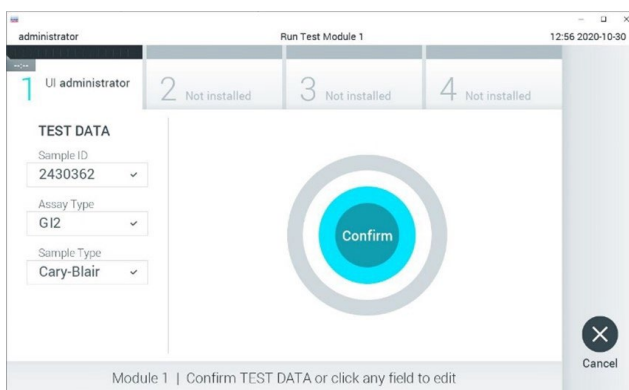 administrator Run Test Module 1 12:56 2020-10-30
--:--
1 UI administrator 2 Not installed 3 Not installed 4 Not installed
TEST DATA
Sample ID
2430362
Assay Type
GI2
Sample Type
Cary-Blair
Confirm
Cancel
Module 1 | Confirm TEST DATA or click any field to edit